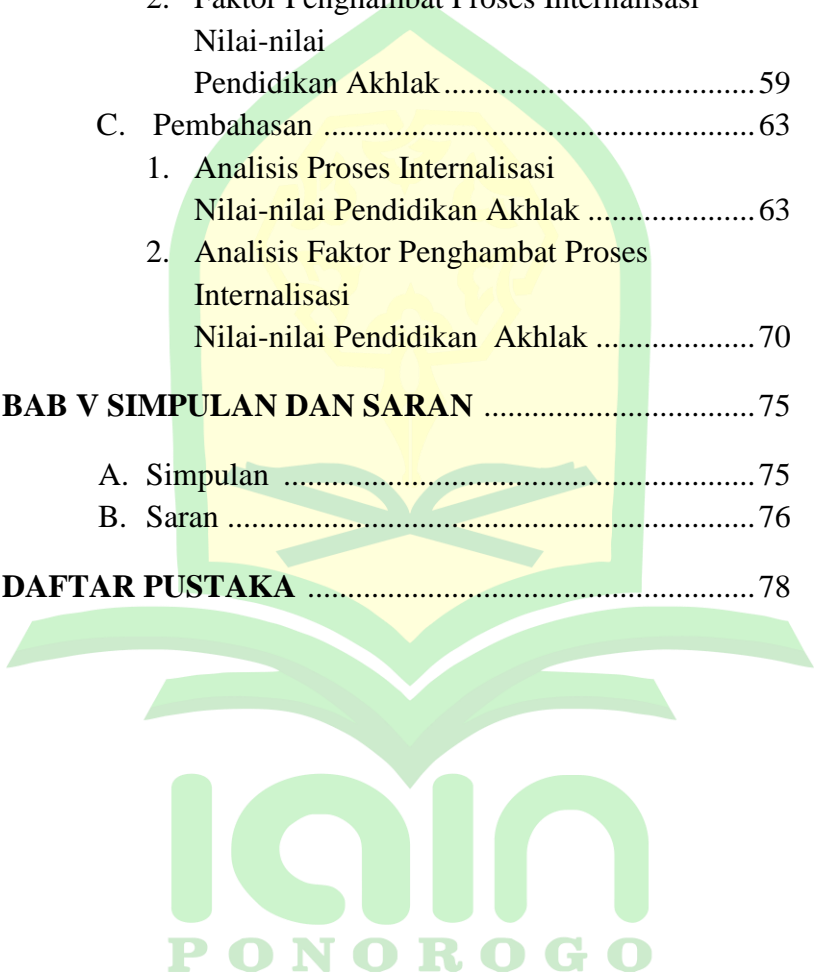 2. Faktor Penghambat Proses Internalisasi
Nilai-nilai
Pendidikan Akhlak ........................................ 59
C. Pembahasan ....................................................... 63
1. Analisis Proses Internalisasi
Nilai-nilai Pendidikan Akhlak .................... 63
2. Analisis Faktor Penghambat Proses
Internalisasi
Nilai-nilai Pendidikan Akhlak .................... 70
BAB V SIMPULAN DAN SARAN .................................. 75
A. Simpulan ............................................................ 75
B. Saran ................................................................... 76
DAFTAR PUSTAKA ......................................................... 78
IAIN
PONOROGO